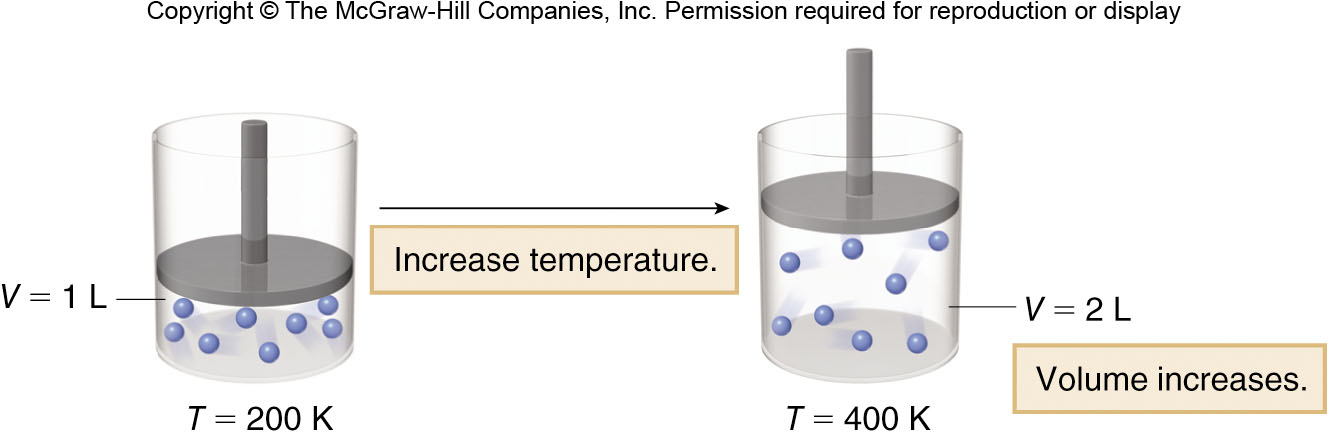 Copyright © The McGraw-Hill Companies, Inc. Permission required for reproduction or display
Increase temperature.
V = 1 L
V = 2 L
Volume increases.
T = 200 K
T = 400 K